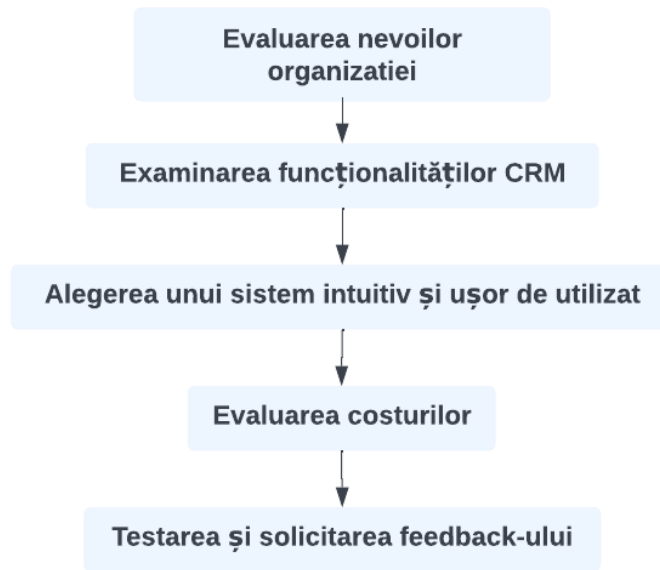 Evaluarea nevoilor
organizatiei
Examinarea funcționalităților CRM
Alegerea unui sistem intuitiv și ușor de utilizat
Evaluarea costurilor
Testarea și solicitarea feedback-ului